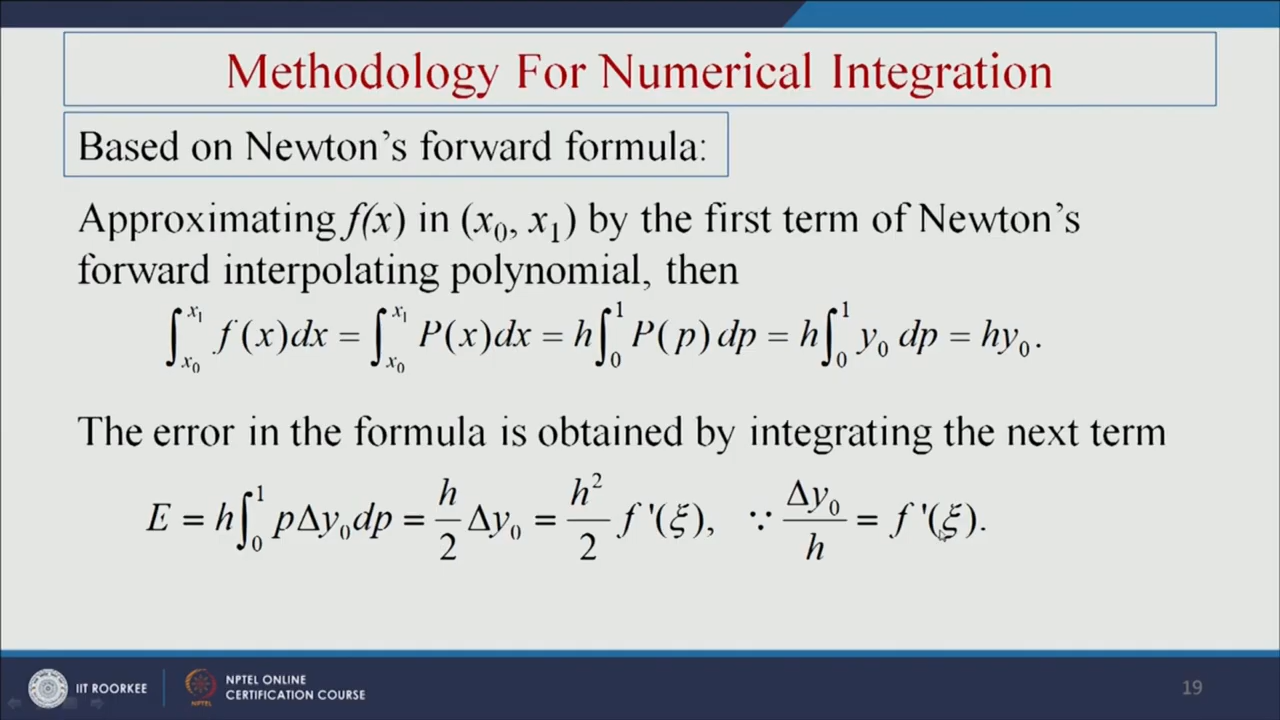 Methodology For Numerical Integration
Based on Newton’s forward formula:
Approximating f(x) in (x₀, x₁) by the first term of Newton’s
forward interpolating polynomial, then
∫_{x₀}^{x₁} f(x)dx = ∫_{x₀}^{x₁} P(x)dx = h∫_0^1 P(p) dp = h∫_0^1 y₀ dp = hy₀.
The error in the formula is obtained by integrating the next term
E = h∫_0^1 pΔy₀dp = h/2 Δy₀ = h²/2 f '(ξ), ∵ Δy₀/h = f '(ξ).
IIT ROORKEE
NPTEL
NPTEL ONLINE
CERTIFICATION COURSE
19